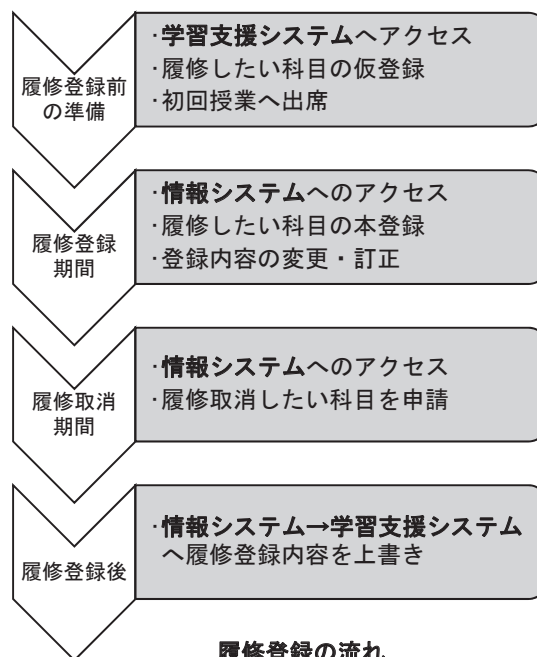 履修登録前
の準備
·学習支援システムへアクセス
·履修したい科目の仮登録
·初回授業へ出席
履修登録
期間
·情報システムへのアクセス
·履修したい科目の本登録
·登録内容の変更・訂正
履修取消
期間
·情報システムへのアクセス
·履修取消したい科目を申請
履修登録後
·情報システム→学習支援システム
へ履修登録内容を上書き
履修登録の流れ